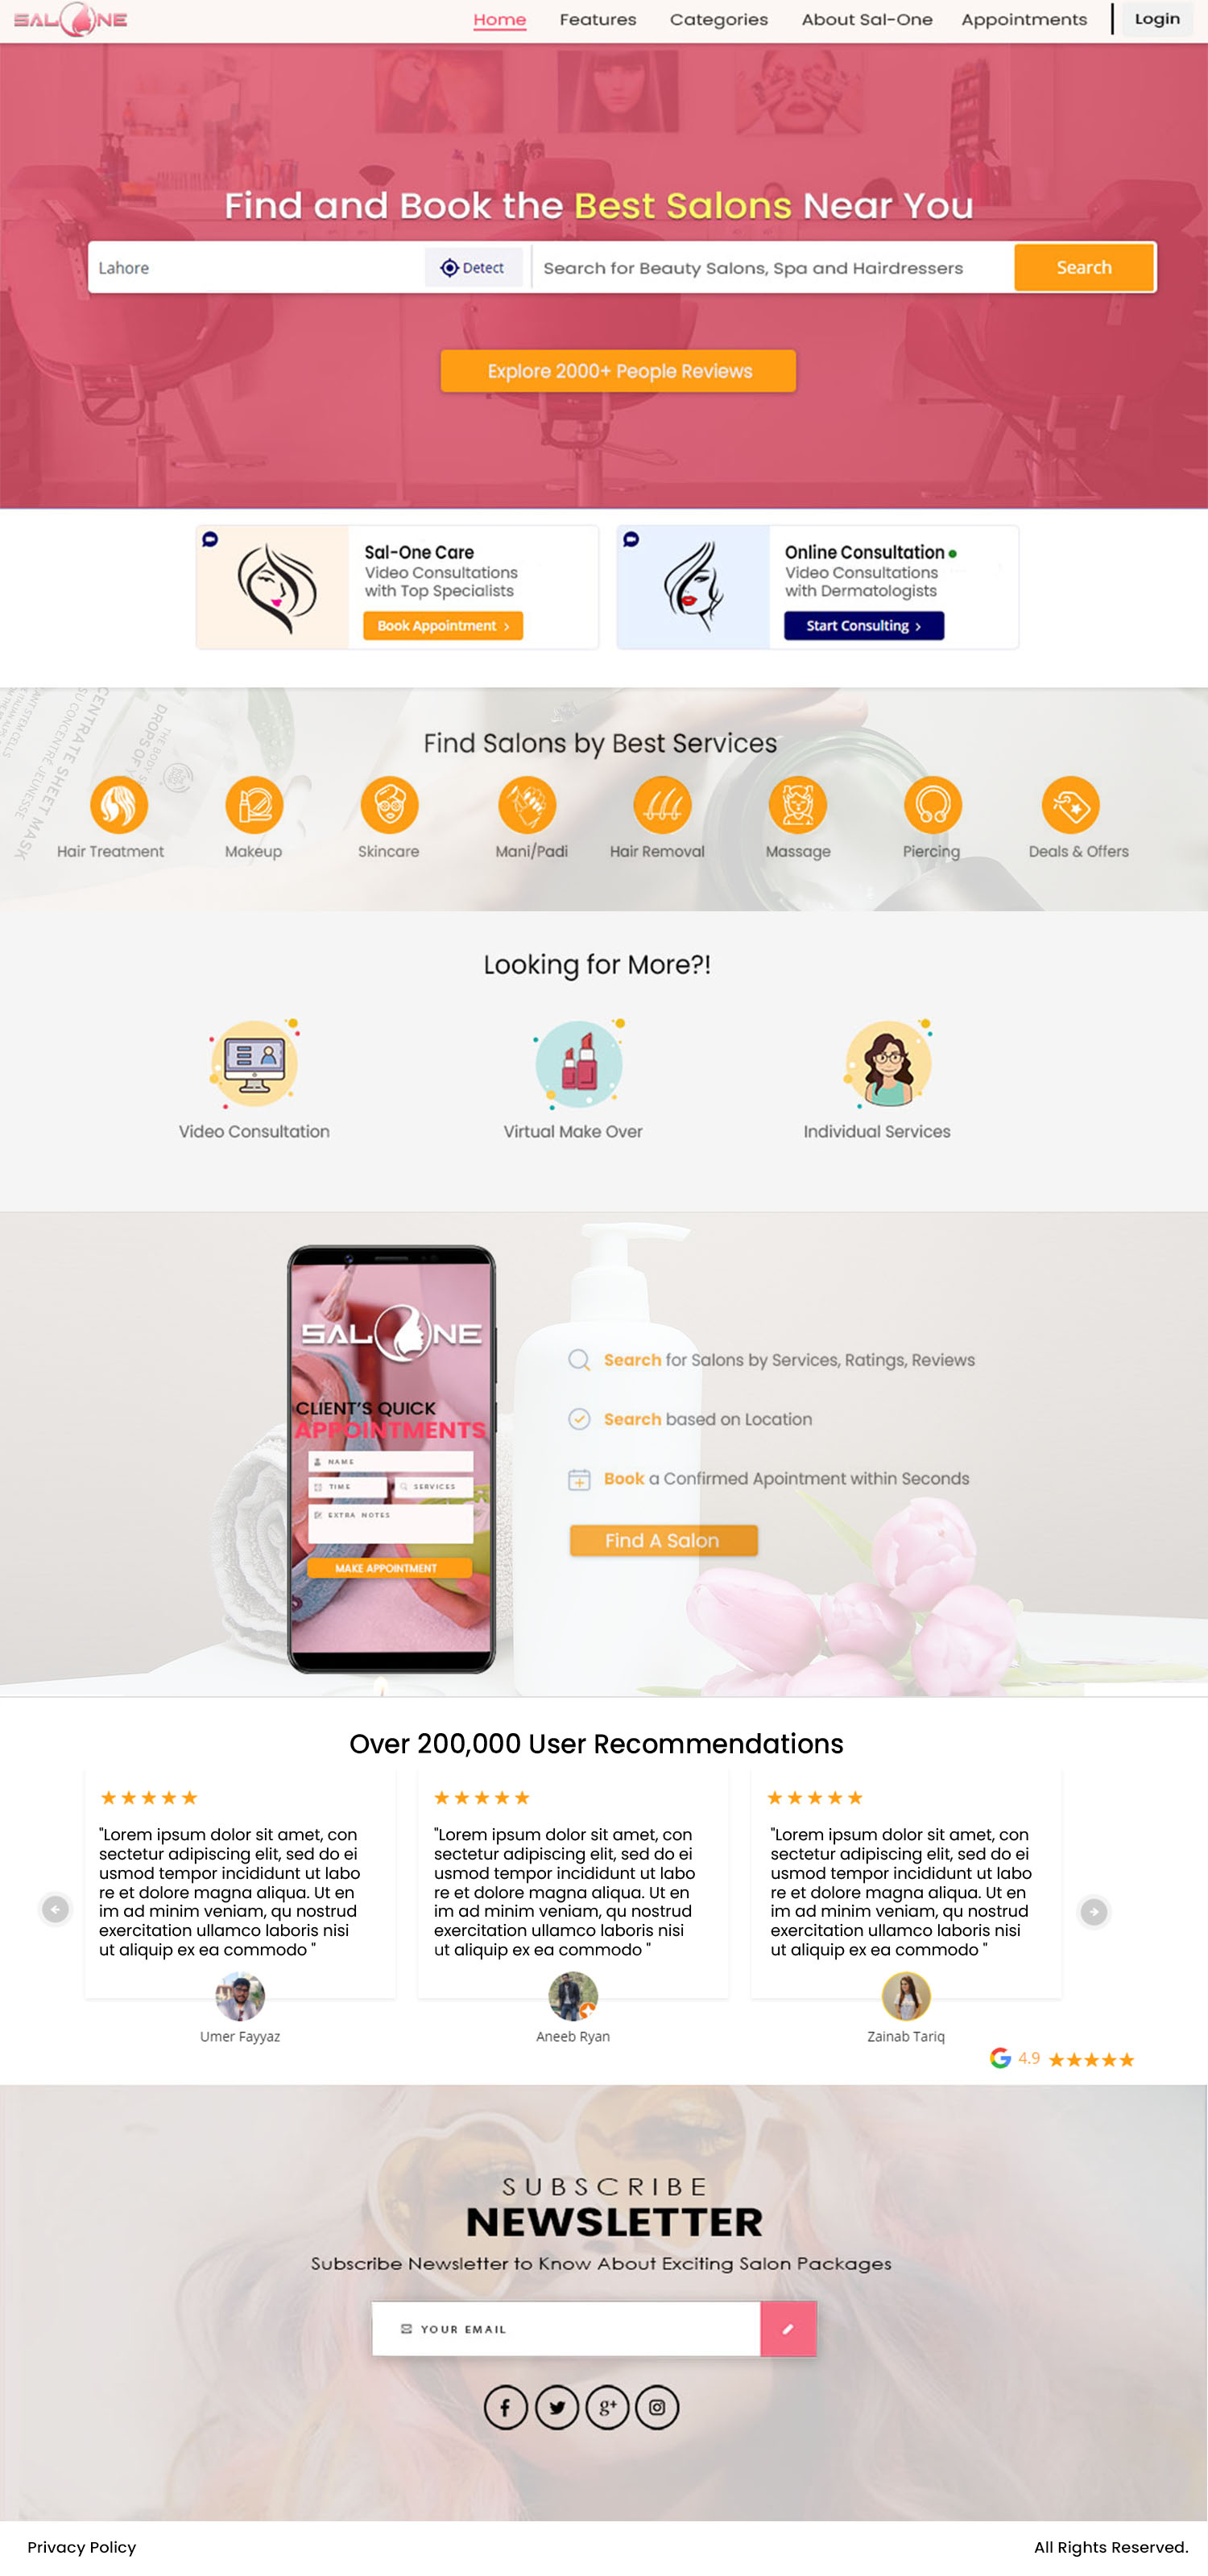 SALONE
Home Features Categories About Sal-One Appointments Login
Find and Book the Best Salons Near You
Lahore Detect Search for Beauty Salons, Spa and Hairdressers Search
Explore 2000+ People Reviews
Sal-One Care
Video Consultations
with Top Specialists
Book Appointment >
Online Consultation
Video Consultations
with Dermatologists
Start Consulting >
CENTRATE SHEET MASK
SU CONCENTRE JEUNESSE
DROPS OF
THE BODY S
Find Salons by Best Services
Hair Treatment Makeup Skincare Mani/Padi Hair Removal Massage Piercing Deals & Offers
Looking for More?!
Video Consultation Virtual Make Over Individual Services
SALONE
CLIENT'S QUICK
APPOINTMENTS
NAME
TIME SERVICES
EXTRA NOTES
MAKE APPOINTMENT
Search for Salons by Services, Ratings, Reviews
Search based on Location
Book a Confirmed Apointment within Seconds
Find A Salon
Over 200,000 User Recommendations
"Lorem ipsum dolor sit amet, con
sectetur adipiscing elit, sed do ei
usmod tempor incididunt ut labo
re et dolore magna aliqua. Ut en
im ad minim veniam, qu nostrud
exercitation ullamco laboris nisi
ut aliquip ex ea commodo "
Umer Fayyaz
"Lorem ipsum dolor sit amet, con
sectetur adipiscing elit, sed do ei
usmod tempor incididunt ut labo
re et dolore magna aliqua. Ut en
im ad minim veniam, qu nostrud
exercitation ullamco laboris nisi
ut aliquip ex ea commodo "
Aneeb Ryan
"Lorem ipsum dolor sit amet, con
sectetur adipiscing elit, sed do ei
usmod tempor incididunt ut labo
re et dolore magna aliqua. Ut en
im ad minim veniam, qu nostrud
exercitation ullamco laboris nisi
ut aliquip ex ea commodo "
Zainab Tariq
G 4.9
SUBSCRIBE
NEWSLETTER
Subscribe Newsletter to Know About Exciting Salon Packages
YOUR EMAIL
f g+
Privacy Policy All Rights Reserved.